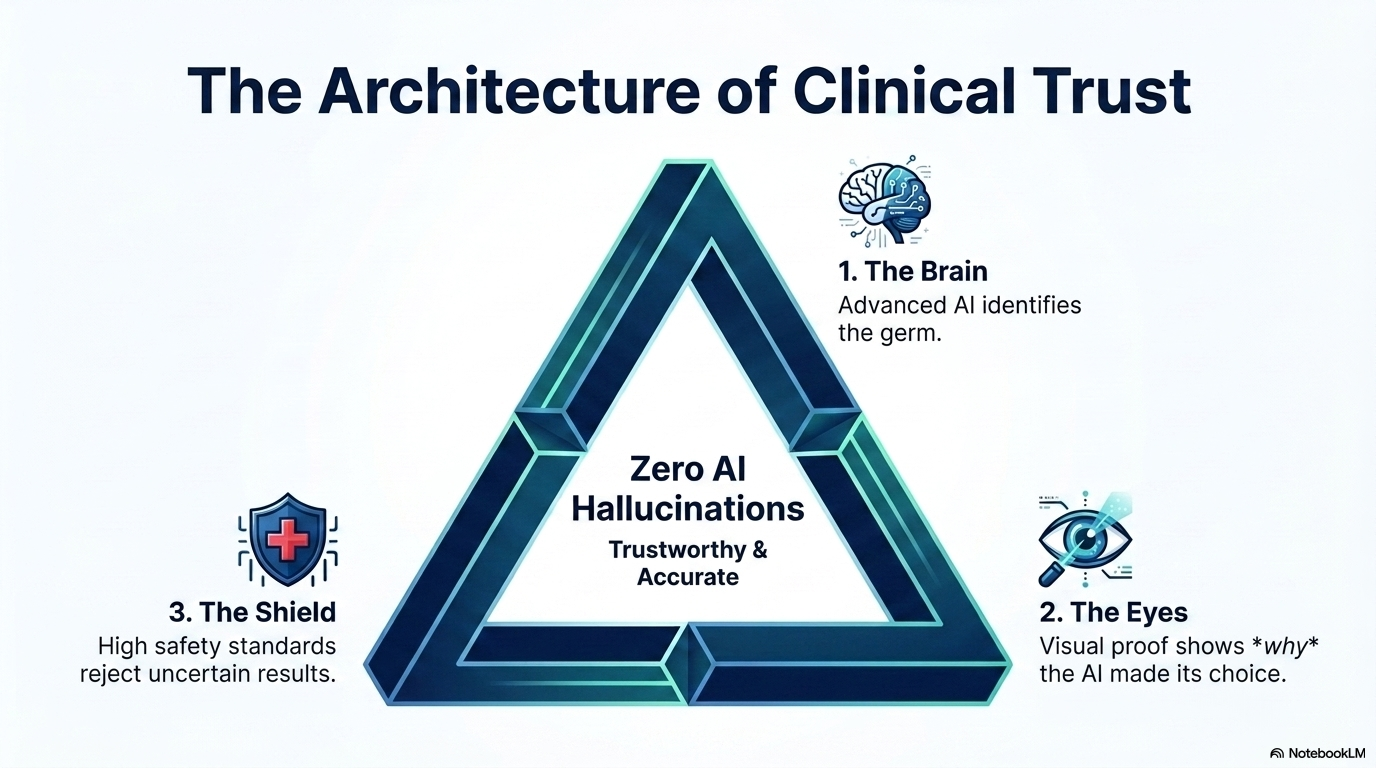 The Architecture of Clinical Trust
1. The Brain
Advanced AI identifies
the germ.
Zero AI
Hallucinations
Trustworthy &
Accurate
2. The Eyes
Visual proof shows *why*
the AI made its choice.
3. The Shield
High safety standards
reject uncertain results.
NotebookLM